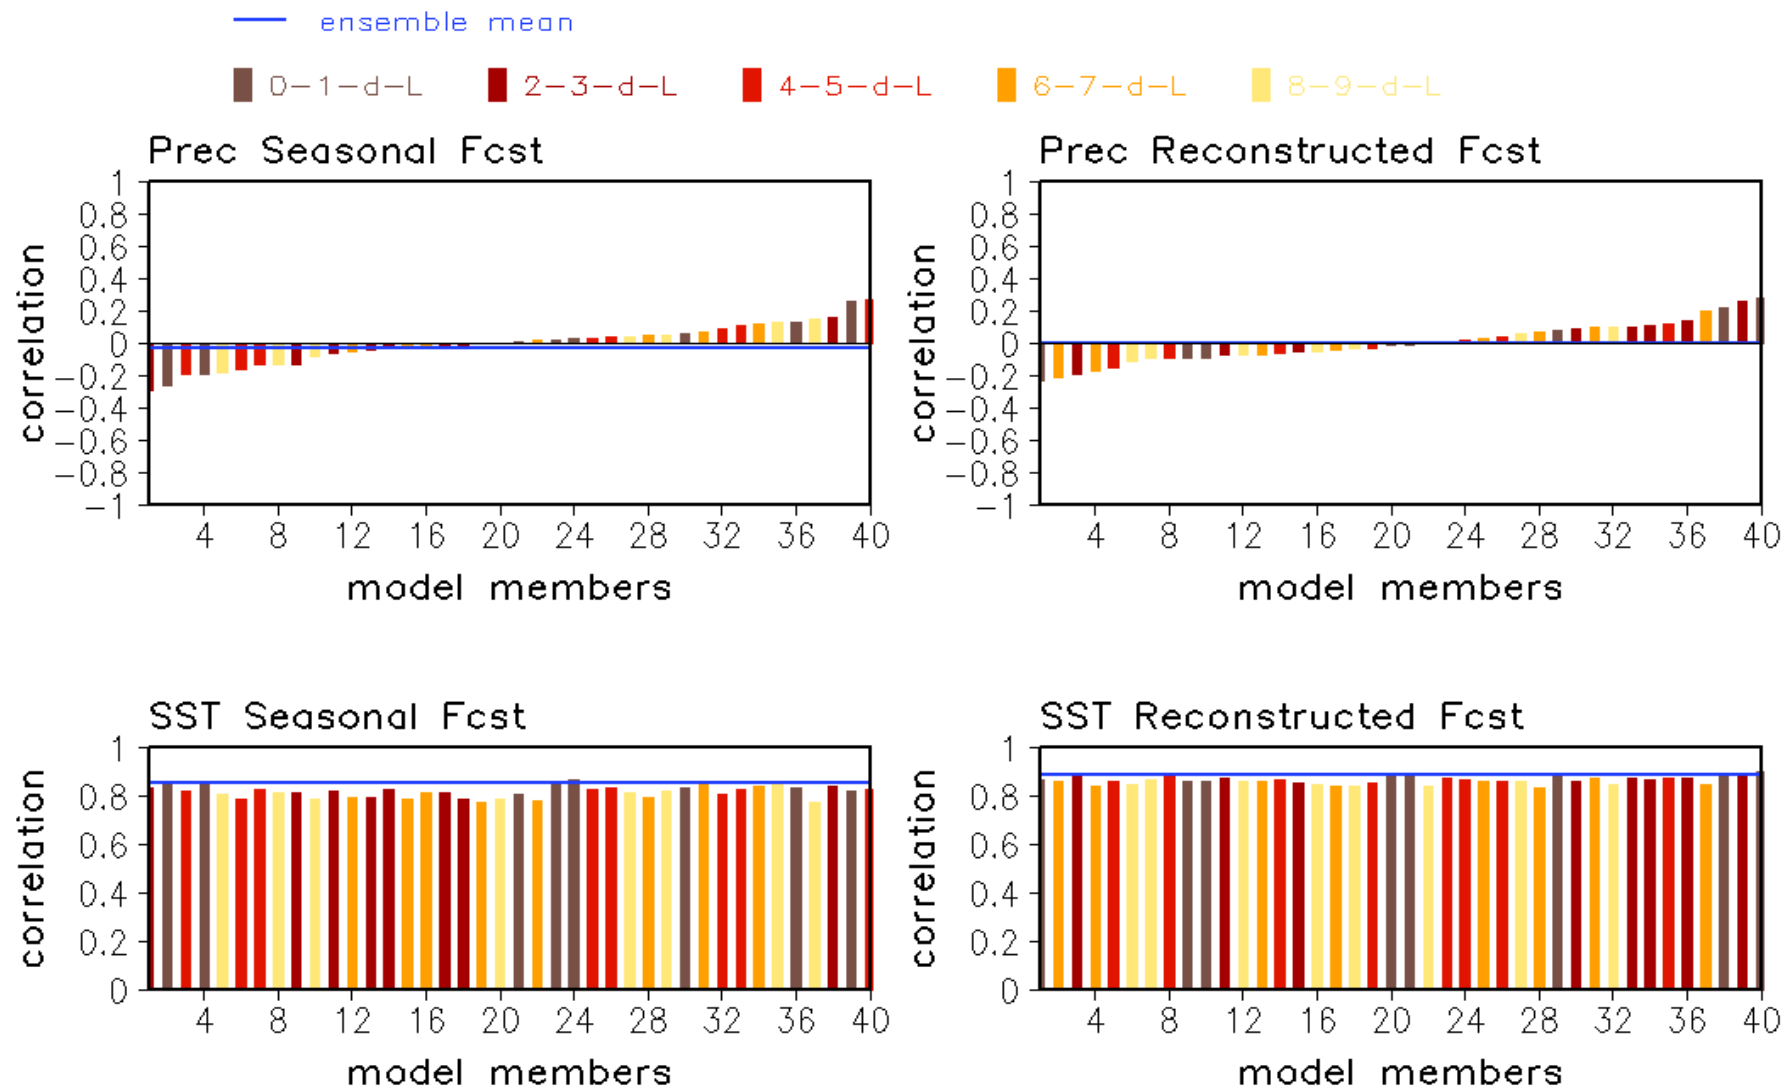 ensemble mean
0-1-d-L 2-3-d-L 4-5-d-L 6-7-d-L 8-9-d-L
Prec Seasonal Fcst
correlation
1
0.8
0.6
0.4
0.2
0
-0.2
-0.4
-0.6
-0.8
-1
4 8 12 16 20 24 28 32 36 40
model members
Prec Reconstructed Fcst
correlation
1
0.8
0.6
0.4
0.2
0
-0.2
-0.4
-0.6
-0.8
-1
4 8 12 16 20 24 28 32 36 40
model members
SST Seasonal Fcst
correlation
1
0.8
0.6
0.4
0.2
0
4 8 12 16 20 24 28 32 36 40
model members
SST Reconstructed Fcst
correlation
1
0.8
0.6
0.4
0.2
0
4 8 12 16 20 24 28 32 36 40
model members